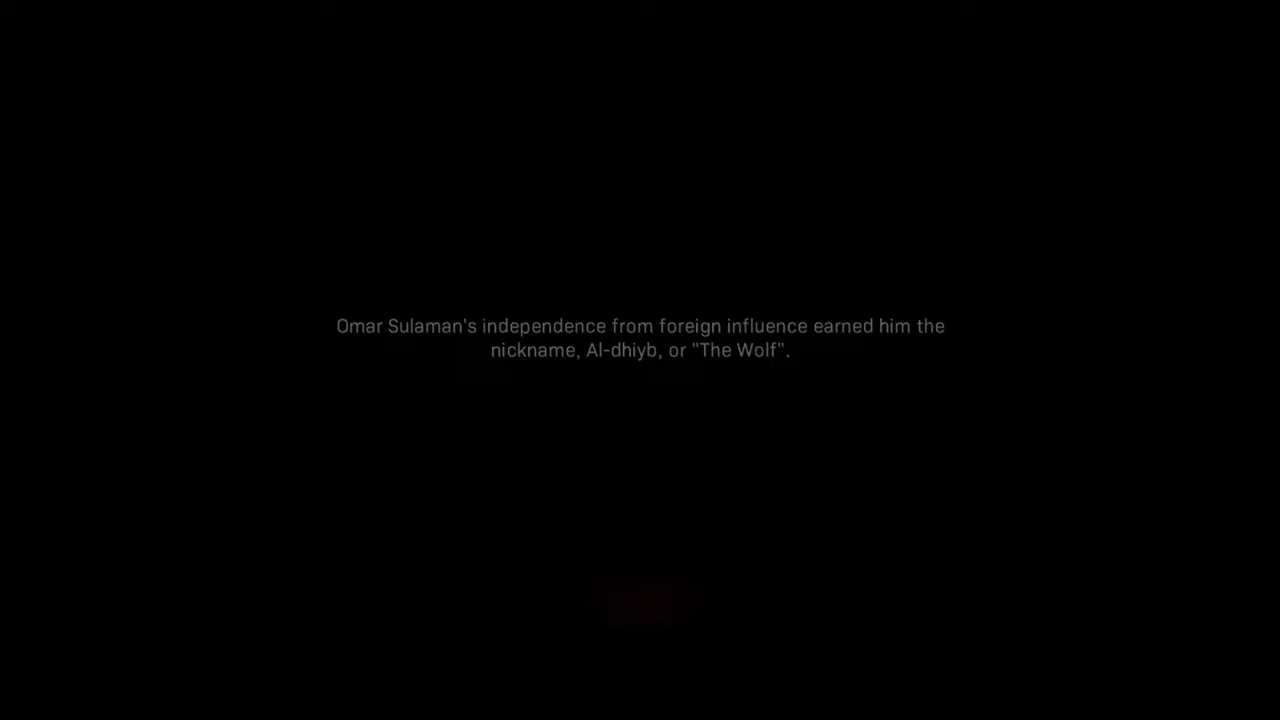 Omar Sulaman's independence from foreign influence earned him the
nickname, Al-dhiyb, or "The Wolf".